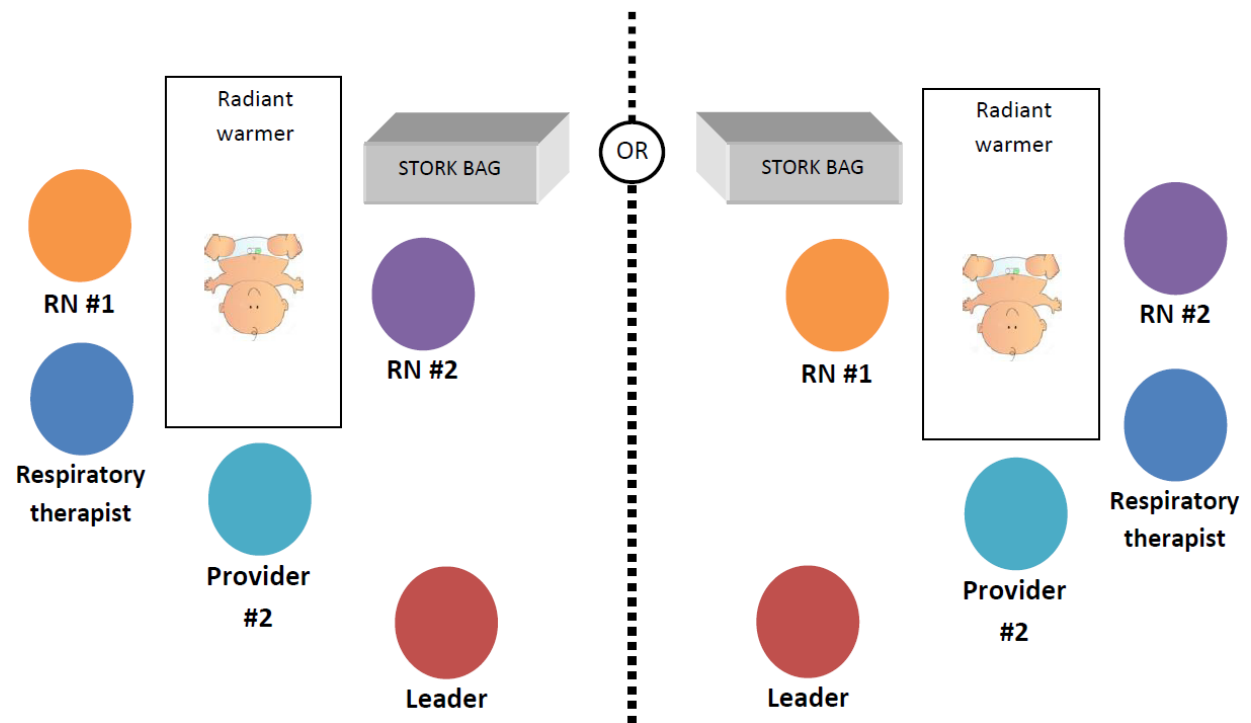 Radiant
warmer
STORK BAG
RN #1
RN #2
Respiratory
therapist
Provider
#2
Leader
OR
Radiant
warmer
STORK BAG
RN #2
RN #1
Respiratory
therapist
Provider
#2
Leader